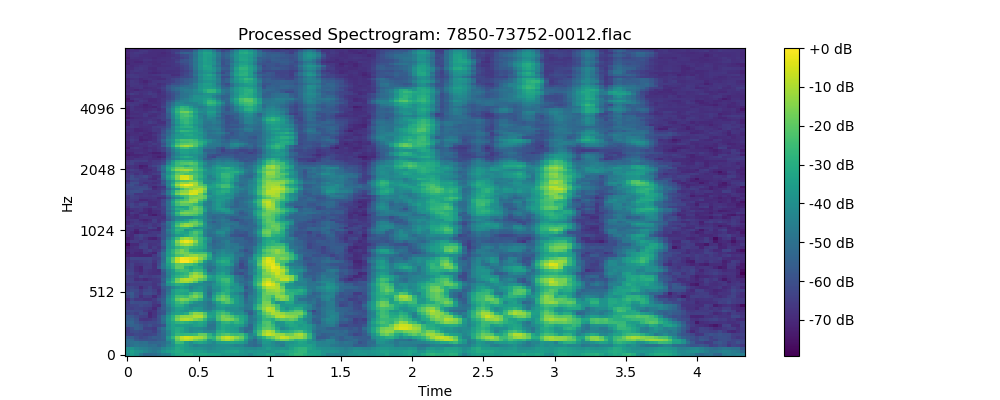 Processed Spectrogram: 7850-73752-0012.flac
Hz
4096
2048
1024
512
0
0
0.5
1
1.5
2
2.5
3
3.5
4
Time
+0 dB
-10 dB
-20 dB
-30 dB
-40 dB
-50 dB
-60 dB
-70 dB